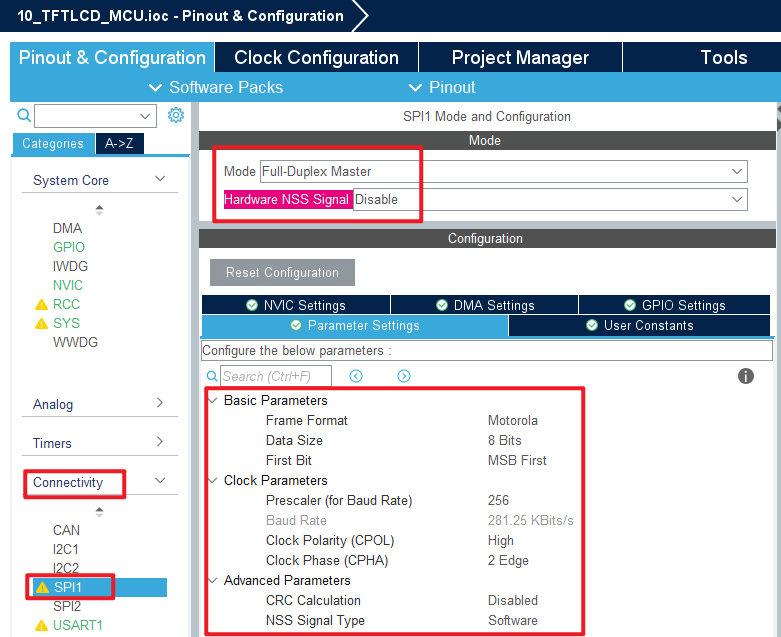 10_TFTLCD_MCU.ioc - Pinout & Configuration
Pinout & Configuration Clock Configuration Project Manager Tools
Software Packs Pinout
Categories A->Z
System Core
DMA
GPIO
IWDG
NVIC
RCC
SYS
WWDG
Analog
Timers
Connectivity
CAN
I2C1
I2C2
SPI1
SPI2
USART1
SPI1 Mode and Configuration
Mode
Mode Full-Duplex Master
Hardware NSS Signal Disable
Configuration
Reset Configuration
NVIC Settings DMA Settings GPIO Settings
Parameter Settings User Constants
Configure the below parameters :
Search (Ctrl+F)
Basic Parameters
Frame Format Motorola
Data Size 8 Bits
First Bit MSB First
Clock Parameters
Prescaler (for Baud Rate) 256
Baud Rate 281.25 KBits/s
Clock Polarity (CPOL) High
Clock Phase (CPHA) 2 Edge
Advanced Parameters
CRC Calculation Disabled
NSS Signal Type Software